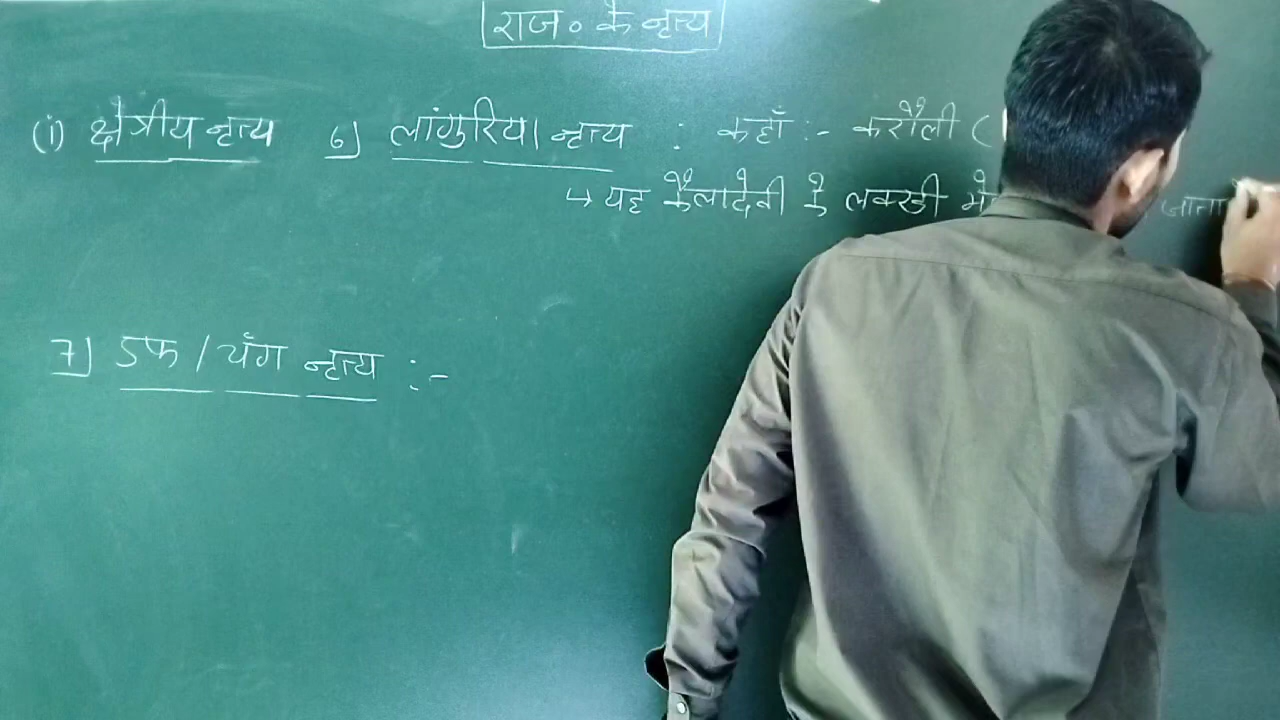 राज० के नृत्य
(i) क्षेत्रीय नृत्य 6] लांगुरिया नृत्य : कहाँ :- करौली (
↳ यह कैलादेवी के लक्खी मे जाता
7] डफ / चँग नृत्य :-